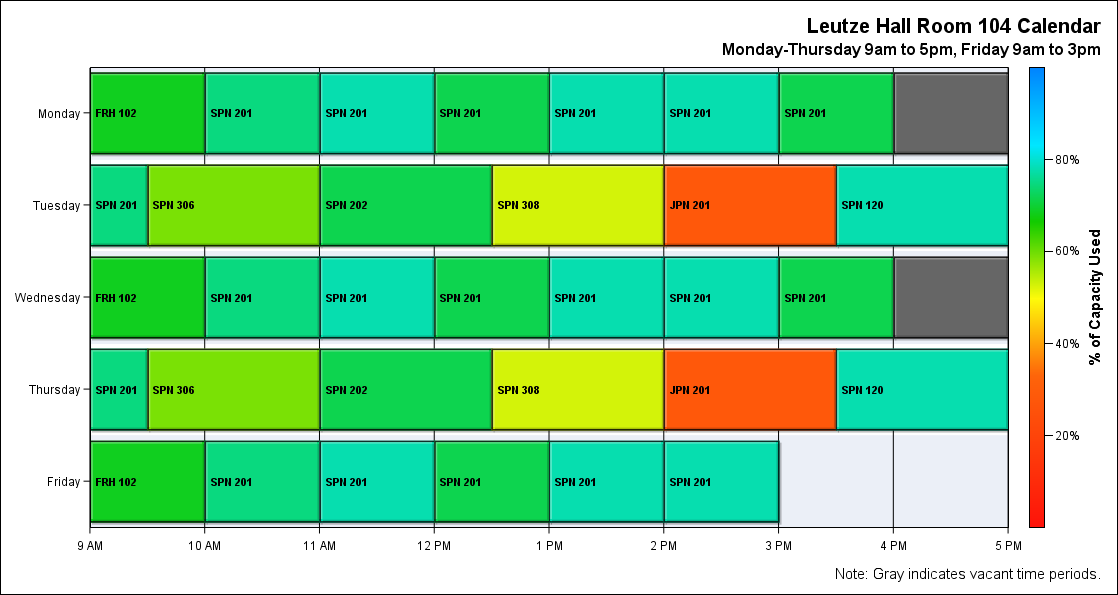 Leutze Hall Room 104 Calendar
Monday-Thursday 9am to 5pm, Friday 9am to 3pm
Monday
FRH 102
SPN 201
SPN 201
SPN 201
SPN 201
SPN 201
SPN 201
Tuesday
SPN 201
SPN 306
SPN 202
SPN 308
JPN 201
SPN 120
Wednesday
FRH 102
SPN 201
SPN 201
SPN 201
SPN 201
SPN 201
SPN 201
Thursday
SPN 201
SPN 306
SPN 202
SPN 308
JPN 201
SPN 120
Friday
FRH 102
SPN 201
SPN 201
SPN 201
SPN 201
SPN 201
9 AM
10 AM
11 AM
12 PM
1 PM
2 PM
3 PM
4 PM
5 PM
80%
60%
40%
20%
% of Capacity Used
Note: Gray indicates vacant time periods.